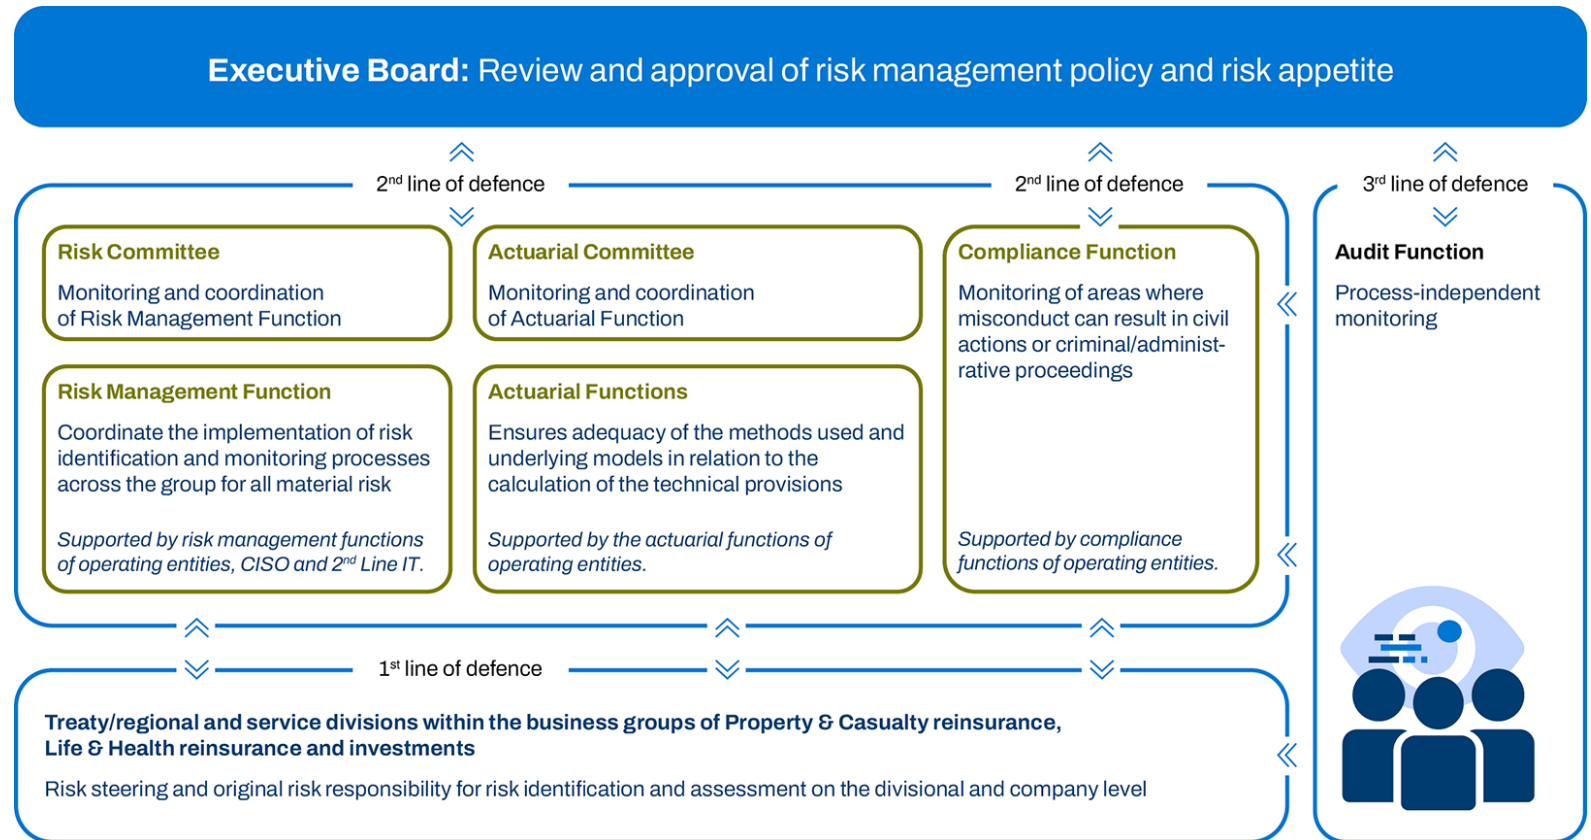 Executive Board: Review and approval of risk management policy and risk appetite
2nd line of defence
2nd line of defence
3rd line of defence
Risk Committee
Monitoring and coordination
of Risk Management Function
Actuarial Committee
Monitoring and coordination
of Actuarial Function
Compliance Function
Monitoring of areas where
misconduct can result in civil
actions or criminal/administ-
rative proceedings
Supported by compliance
functions of operating entities.
Audit Function
Process-independent
monitoring
Risk Management Function
Coordinate the implementation of risk
identification and monitoring processes
across the group for all material risk
Supported by risk management functions
of operating entities, CISO and 2nd Line IT.
Actuarial Functions
Ensures adequacy of the methods used and
underlying models in relation to the
calculation of the technical provisions
Supported by the actuarial functions of
operating entities.
1st line of defence
Treaty/regional and service divisions within the business groups of Property & Casualty reinsurance,
Life & Health reinsurance and investments
Risk steering and original risk responsibility for risk identification and assessment on the divisional and company level